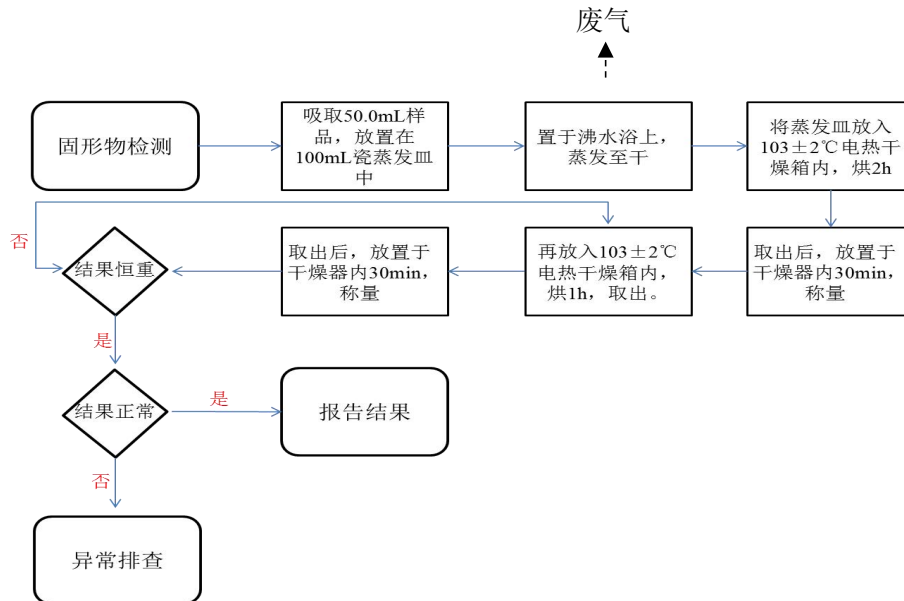 废气
固形物检测
吸取50.0mL样
品，放置在
100mL瓷蒸发皿
中
置于沸水浴上，
蒸发至干
将蒸发皿放入
103±2℃电热干
燥箱内，烘2h
否
结果恒重
取出后，放置于
干燥器内30min，
称量
再放入103±2℃
电热干燥箱内，
烘1h，取出。
取出后，放置于
干燥器内30min，
称量
是
结果正常
是
报告结果
否
异常排查